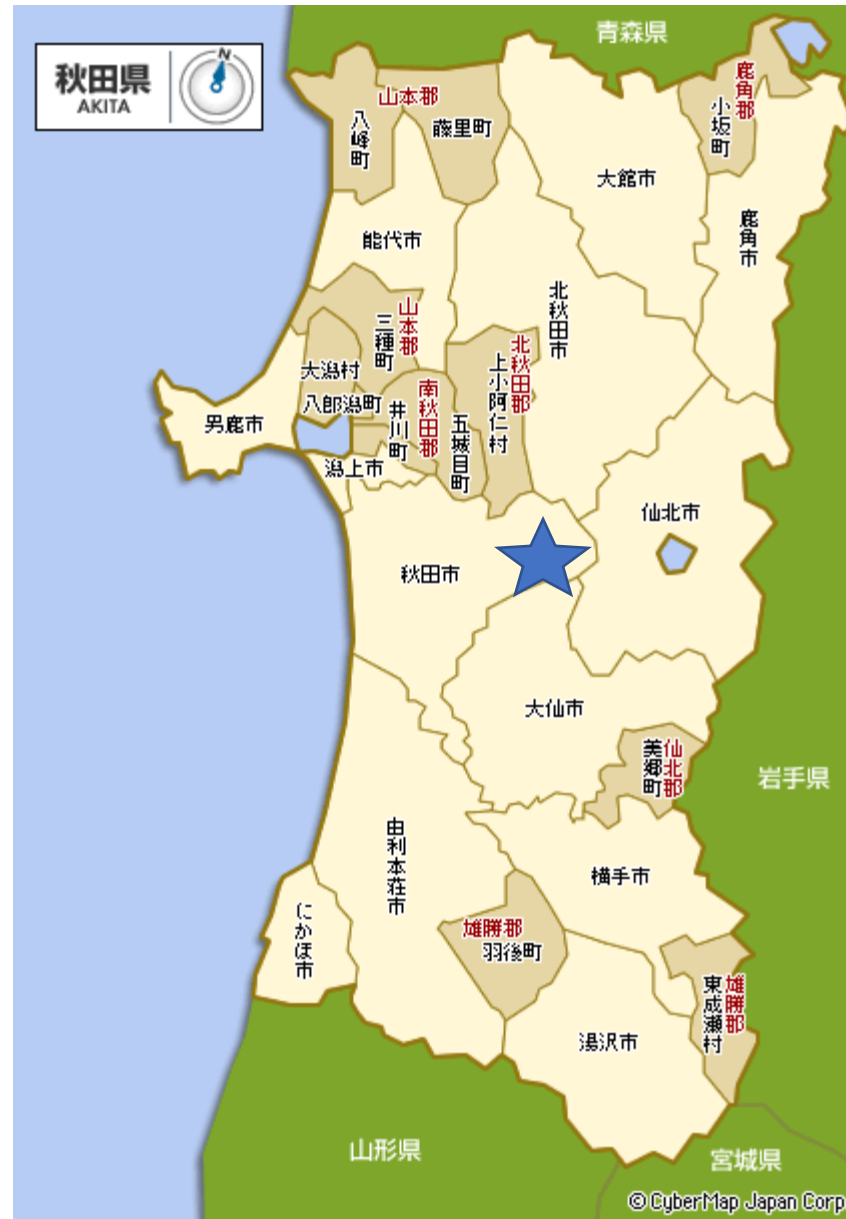 青森県
秋田県
AKITA
N
山本郡
八峰町
藤里町
鹿角郡
小坂町
大館市
鹿角市
能代市
北秋田市
山本郡
三種町
北秋田郡
上小阿仁村
大潟村
八郎潟町
南秋田郡
井川町
五城目町
男鹿市
潟上市
仙北市
秋田市
大仙市
仙北郡
美郷町
岩手県
由利本荘市
横手市
にかほ市
雄勝郡
羽後町
雄勝郡
東成瀬村
湯沢市
山形県
宮城県
© CyberMap Japan Corp